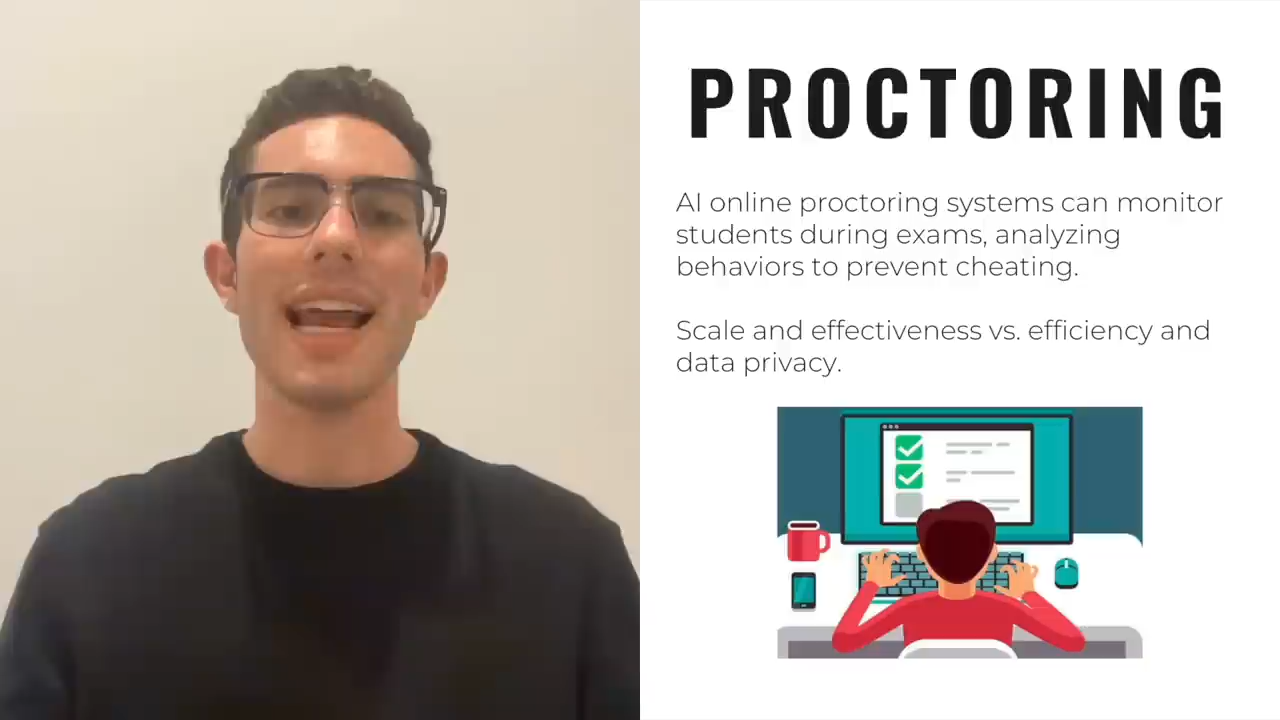 PROCTORING
AI online proctoring systems can monitor
students during exams, analyzing
behaviors to prevent cheating.
Scale and effectiveness vs. efficiency and
data privacy.